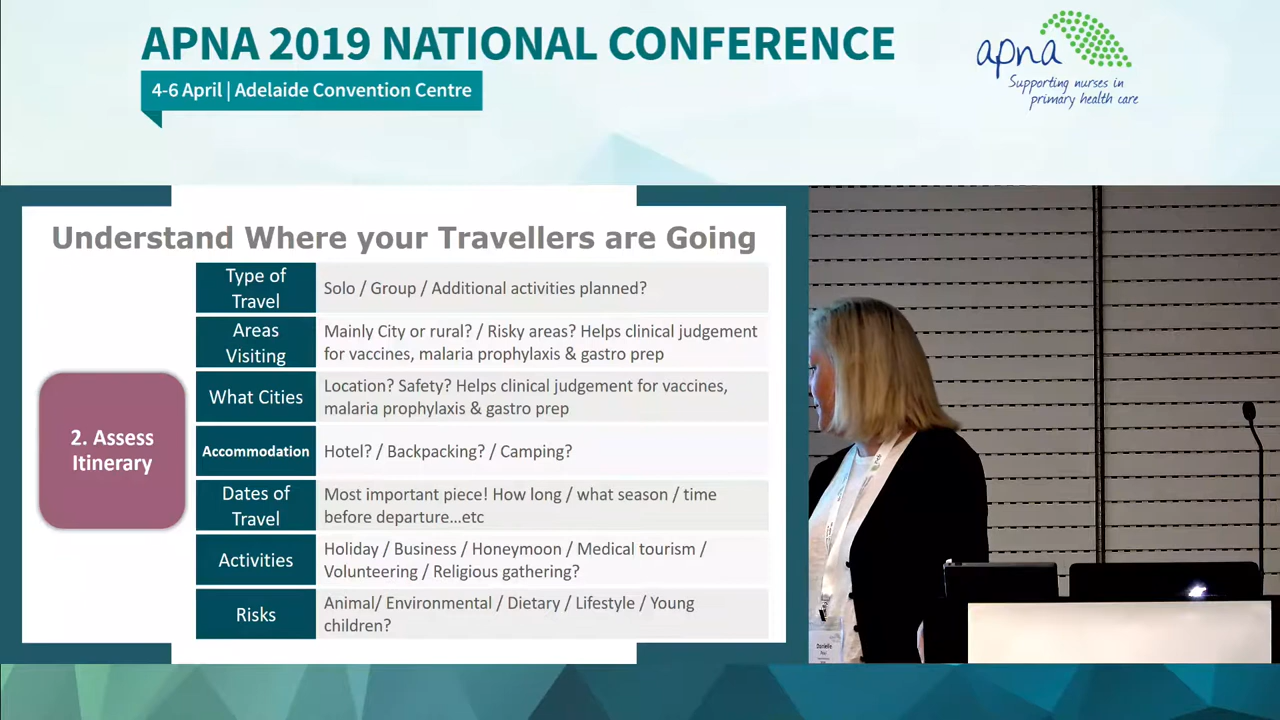 APNA 2019 NATIONAL CONFERENCE
4-6 April | Adelaide Convention Centre
apna
Supporting nurses in
primary health care
Understand Where your Travellers are Going
2. Assess
Itinerary
Type of
Travel
Solo / Group / Additional activities planned?
Areas
Visiting
Mainly City or rural? / Risky areas? Helps clinical judgement
for vaccines, malaria prophylaxis & gastro prep
What Cities
Location? Safety? Helps clinical judgement for vaccines,
malaria prophylaxis & gastro prep
Accommodation
Hotel? / Backpacking? / Camping?
Dates of
Travel
Most important piece! How long / what season / time
before departure...etc
Activities
Holiday / Business / Honeymoon / Medical tourism /
Volunteering / Religious gathering?
Risks
Animal/ Environmental / Dietary / Lifestyle / Young
children?
Danielle